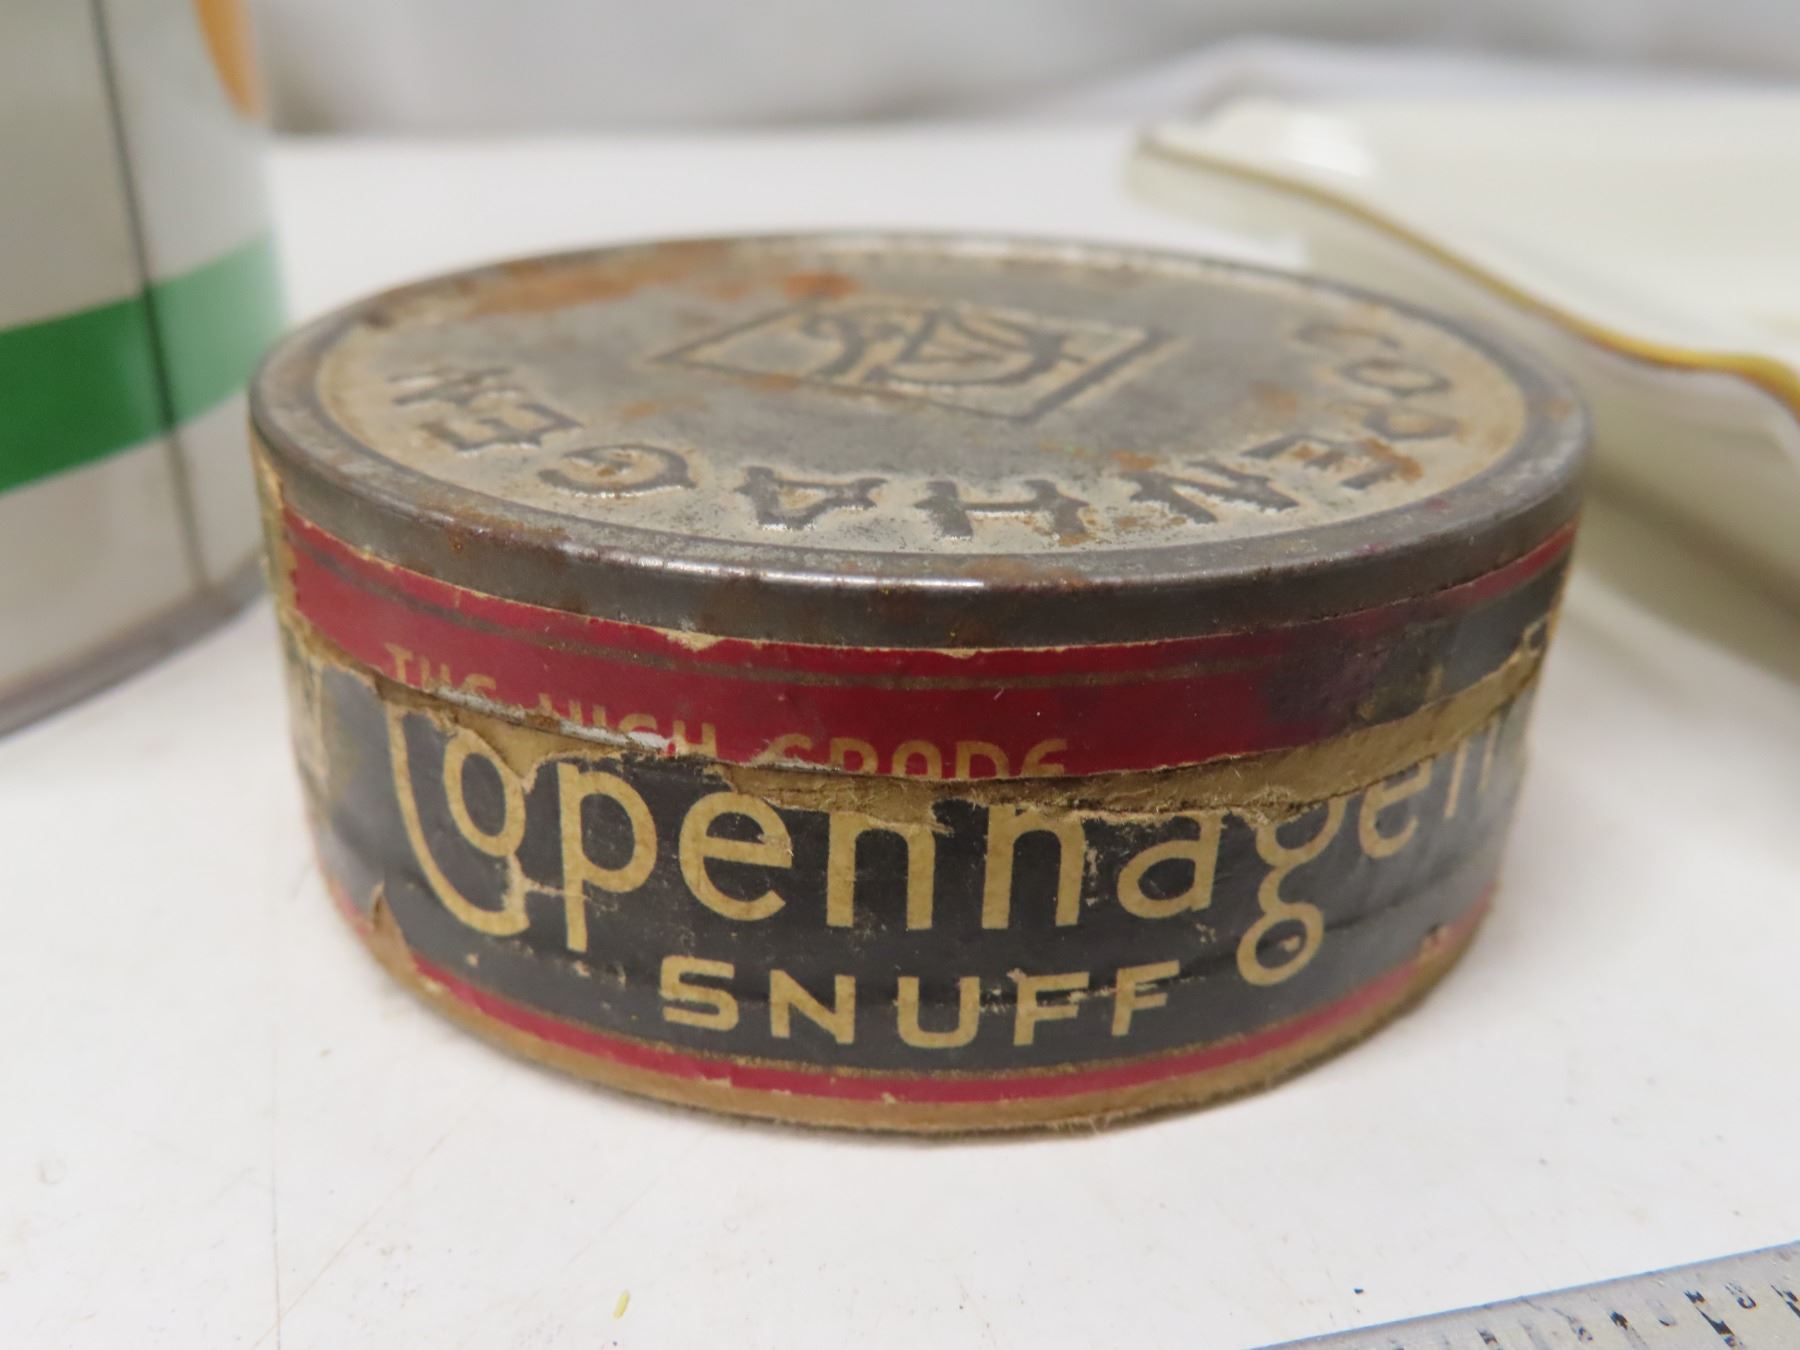 COPENHAGEN
THE HIGH GRADE
Copenhagen
SNUFF